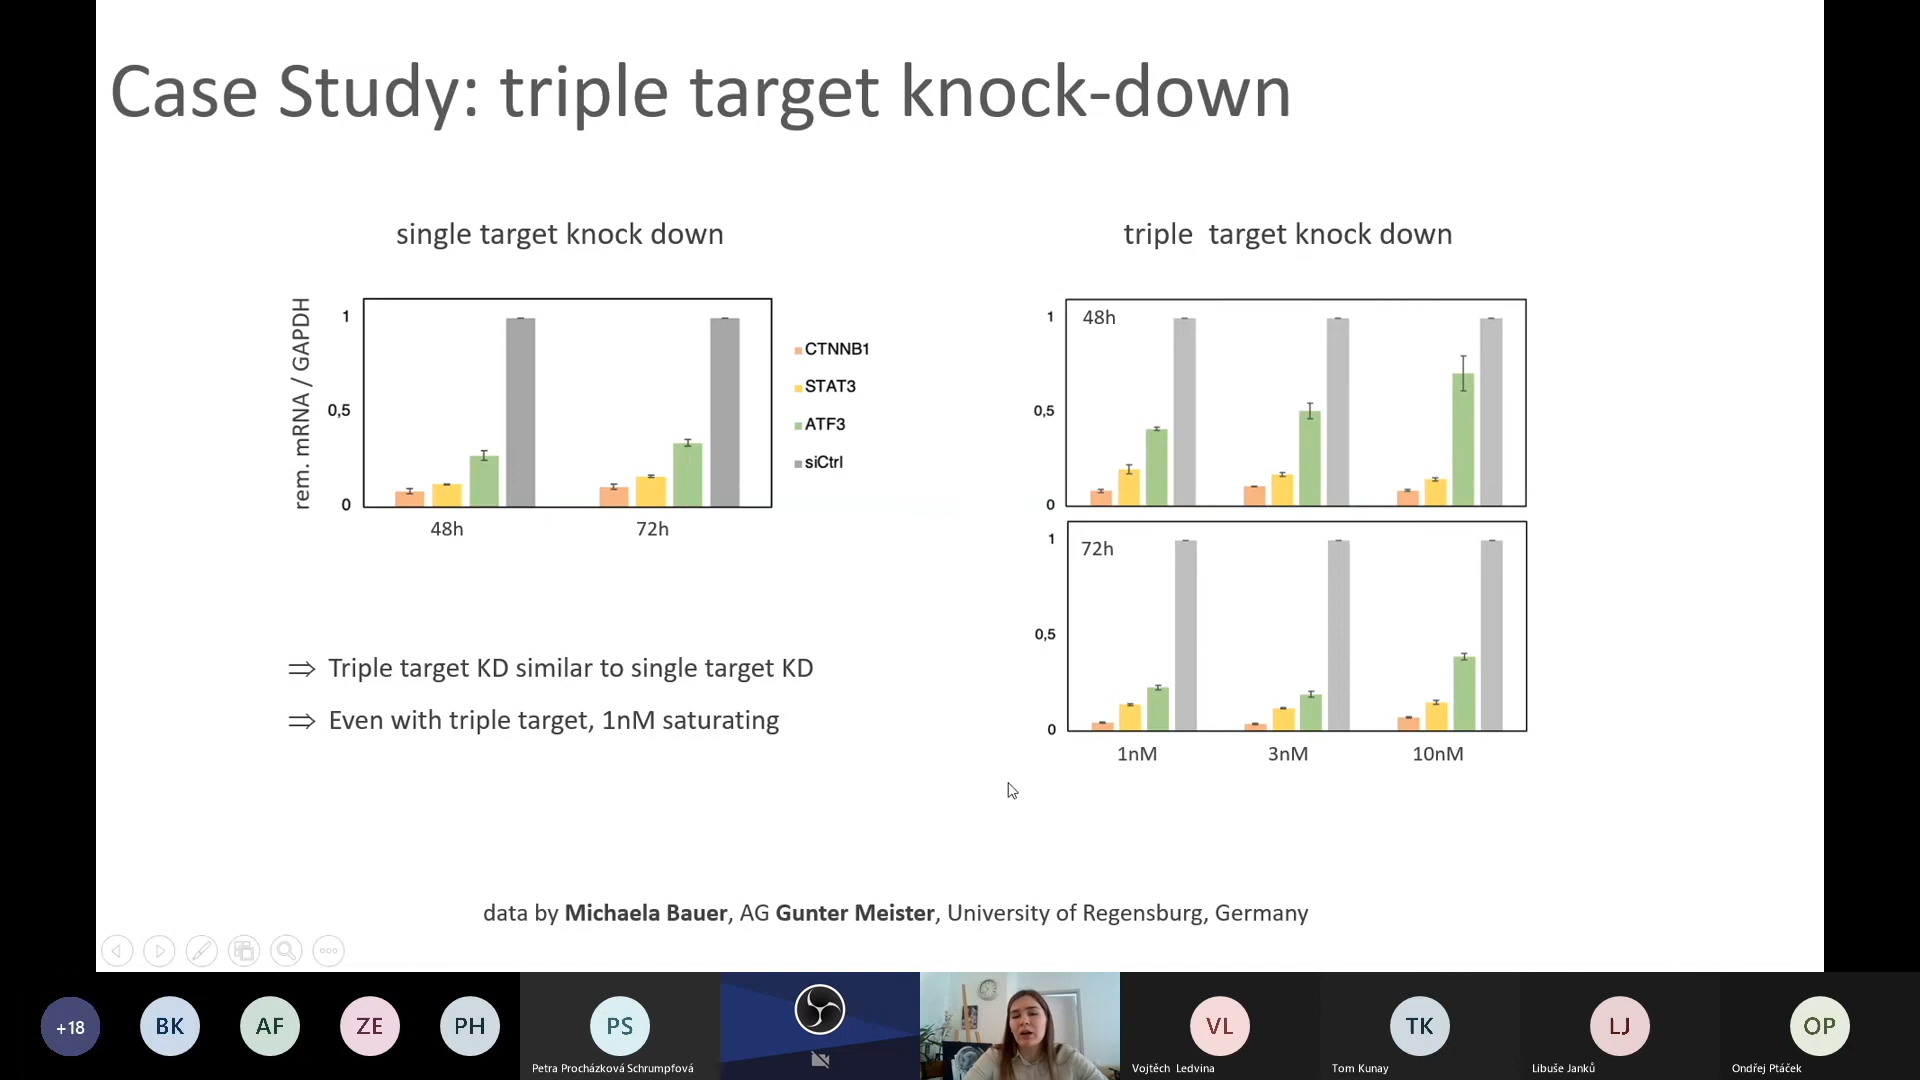 Case Study: triple target knock-down
single target knock down
rem. mRNA / GAPDH
1
0,5
0
48h
72h
CTNNB1
STAT3
ATF3
siCtrl
triple target knock down
48h
1
0,5
0
72h
1
0,5
0
1nM
3nM
10nM
⇒ Triple target KD similar to single target KD
⇒ Even with triple target, 1nM saturating
data by Michaela Bauer, AG Gunter Meister, University of Regensburg, Germany
+18
BK
AF
ZE
PH
PS
Petra Procházková Schrumpfová
VL
Vojtěch Ledvina
TK
Tom Kunay
LJ
Libuše Janků
OP
Ondřej Ptáček